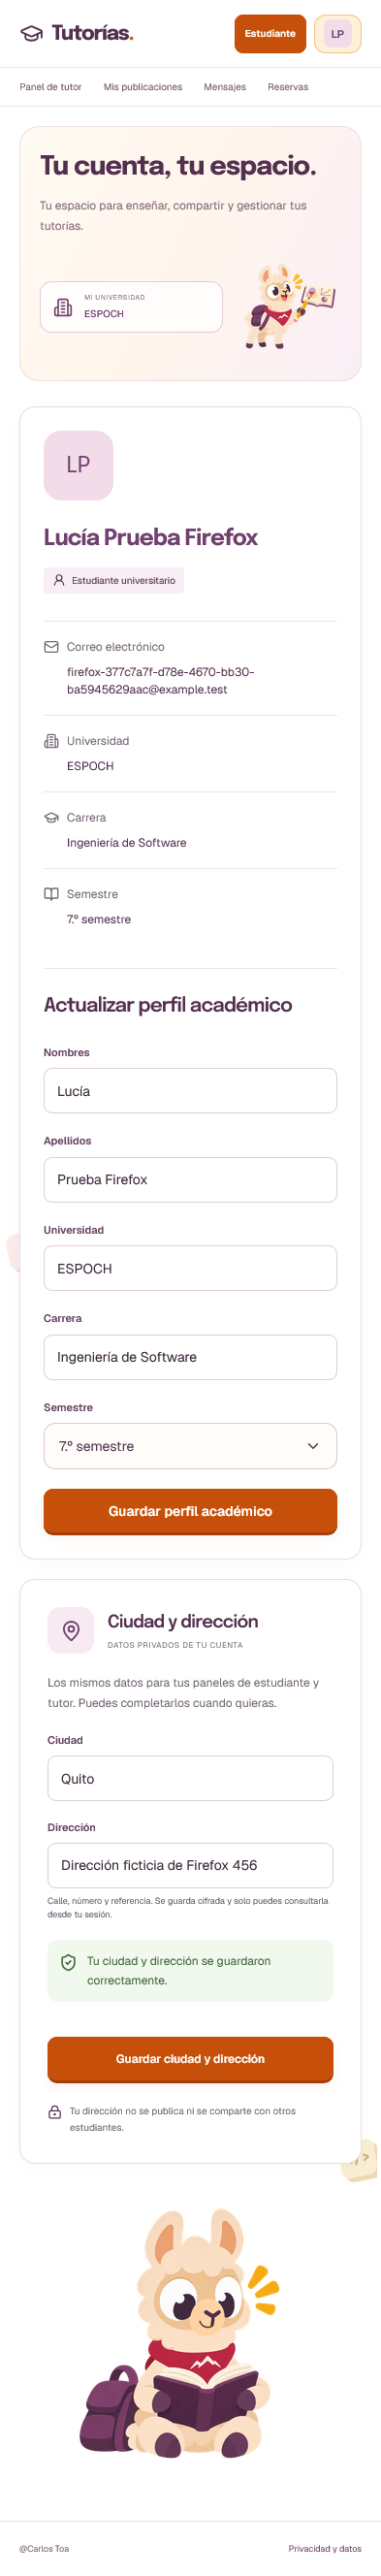 Tutorías.
Estudiante
LP
Panel de tutor
Mis publicaciones
Mensajes
Reservas
Tu cuenta, tu espacio.
Tu espacio para enseñar, compartir y gestionar tus
tutorías.
MI UNIVERSIDAD
ESPOCH
LP
Lucía Prueba Firefox
Estudiante universitario
Correo electrónico
firefox-377c7a7f-d78e-4670-bb30-
ba5945629aac@example.test
Universidad
ESPOCH
Carrera
Ingeniería de Software
Semestre
7.º semestre
Actualizar perfil académico
Nombres
Lucía
Apellidos
Prueba Firefox
Universidad
ESPOCH
Carrera
Ingeniería de Software
Semestre
7.º semestre
Guardar perfil académico
Ciudad y dirección
DATOS PRIVADOS DE TU CUENTA
Los mismos datos para tus paneles de estudiante y
tutor. Puedes completarlos cuando quieras.
Ciudad
Quito
Dirección
Dirección ficticia de Firefox 456
Calle, número y referencia. Se guarda cifrada y solo puedes consultarla
desde tu sesión.
Tu ciudad y dirección se guardaron
correctamente.
Guardar ciudad y dirección
Tu dirección no se publica ni se comparte con otros
estudiantes.
@Carlos Toa
Privacidad y datos